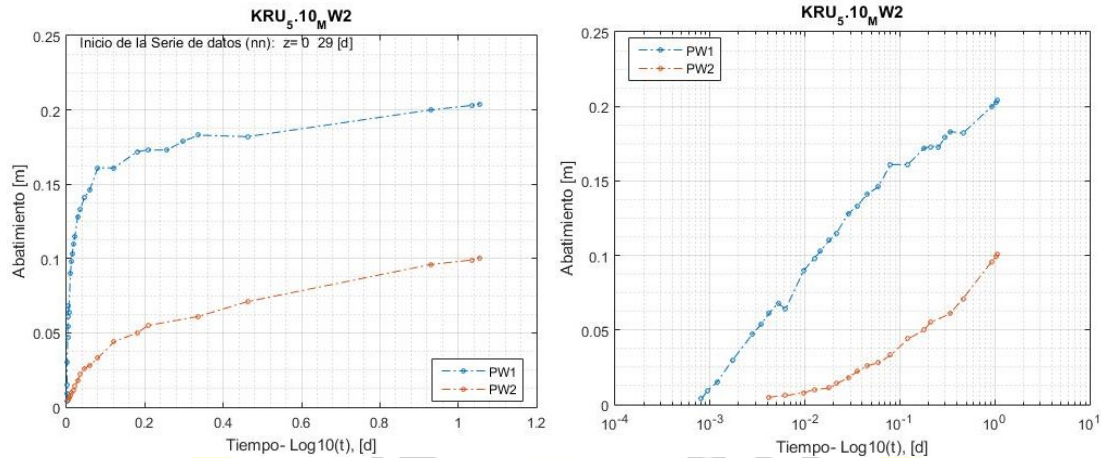 KRU5.10MW2
Inicio de la Serie de datos (nn): z= 0 29 [d]
0.25
0.2
0.15
0.1
0.05
0
Abatimiento [m]
PW1
PW2
0 0.2 0.4 0.6 0.8 1 1.2
Tiempo- Log10(t), [d]
KRU5.10MW2
PW1
PW2
0.25
0.2
0.15
0.1
0.05
0
Abatimiento [m]
10-4 10-3 10-2 10-1 100 101
Tiempo- Log10(t), [d]